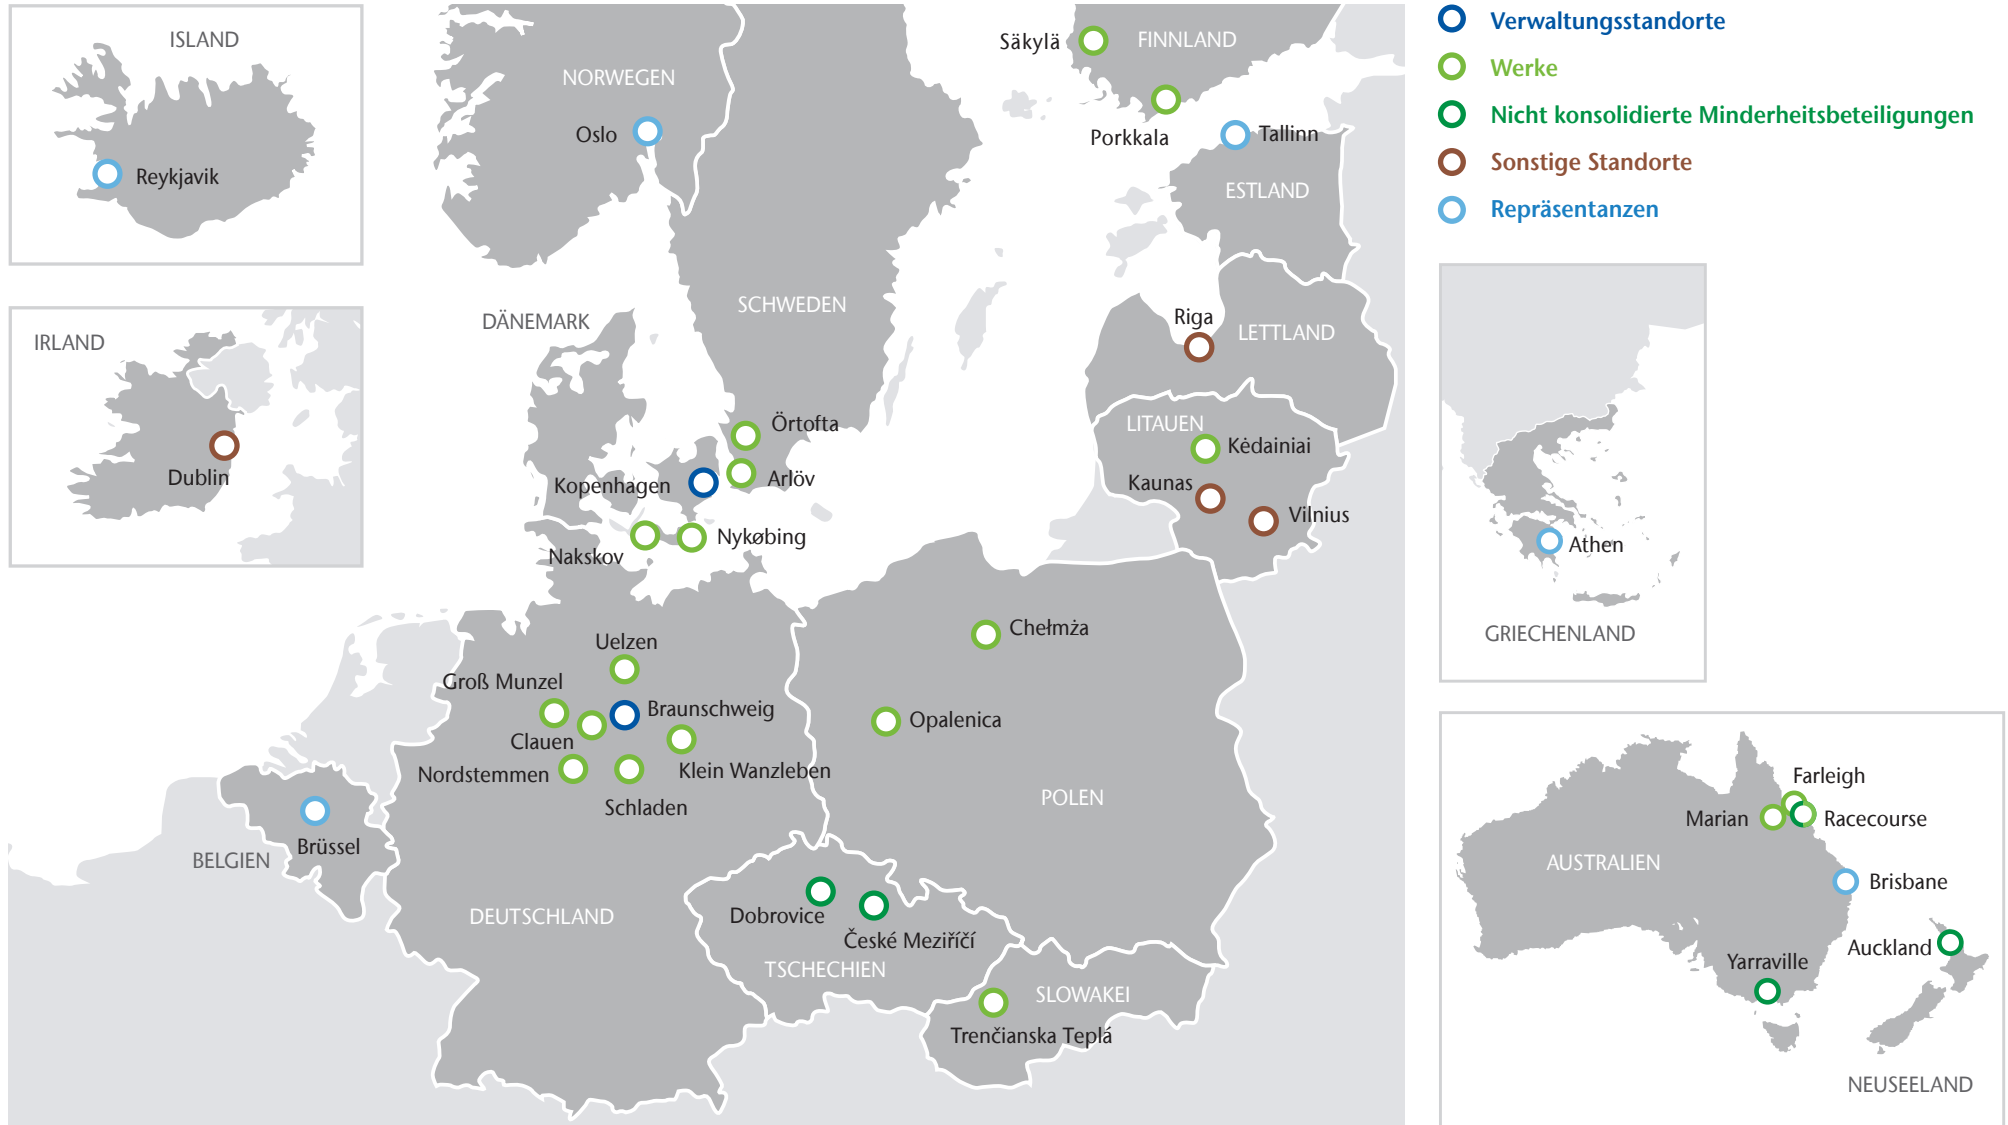 ISLAND
Reykjavik
IRLAND
Dublin
NORWEGEN
Oslo
SCHWEDEN
DÄNEMARK
Örtofta
Arlöv
Kopenhagen
Nykøbing
Nakskov
Säkylä
FINNLAND
Porkkala
Tallinn
ESTLAND
Riga
LETTLAND
LITAUEN
Kėdainiai
Kaunas
Vilnius
Uelzen
Groß Munzel
Braunschweig
Clauen
Nordstemmen
Klein Wanzleben
Schladen
Chełmża
Opalenica
POLEN
Brüssel
BELGIEN
DEUTSCHLAND
Dobrovice
České Meziříčí
TSCHECHIEN
SLOWAKEI
Trenčianska Teplá
Verwaltungsstandorte
Werke
Nicht konsolidierte Minderheitsbeteiligungen
Sonstige Standorte
Repräsentanzen
Athen
GRIECHENLAND
Farleigh
Marian
Racecourse
AUSTRALIEN
Brisbane
Auckland
Yarraville
NEUSEELAND